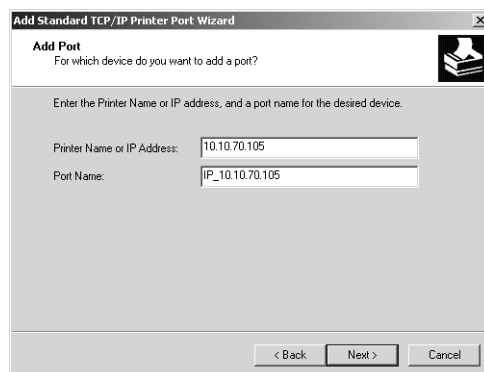 Add Standard TCP/IP Printer Port Wizard
Add Port
For which device do you want to add a port?
Enter the Printer Name or IP address, and a port name for the desired device.
Printer Name or IP Address: 10.10.70.105
Port Name: IP_10.10.70.105
< Back Next > Cancel